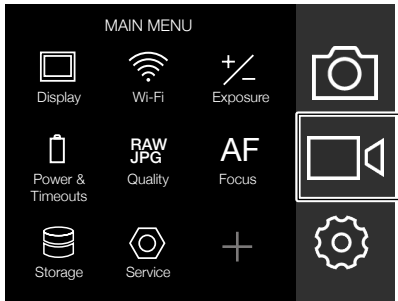 MAIN MENU
Display
Wi-Fi
Exposure
RAW
JPG
AF
Power &
Timeouts
Quality
Focus
Storage
Service